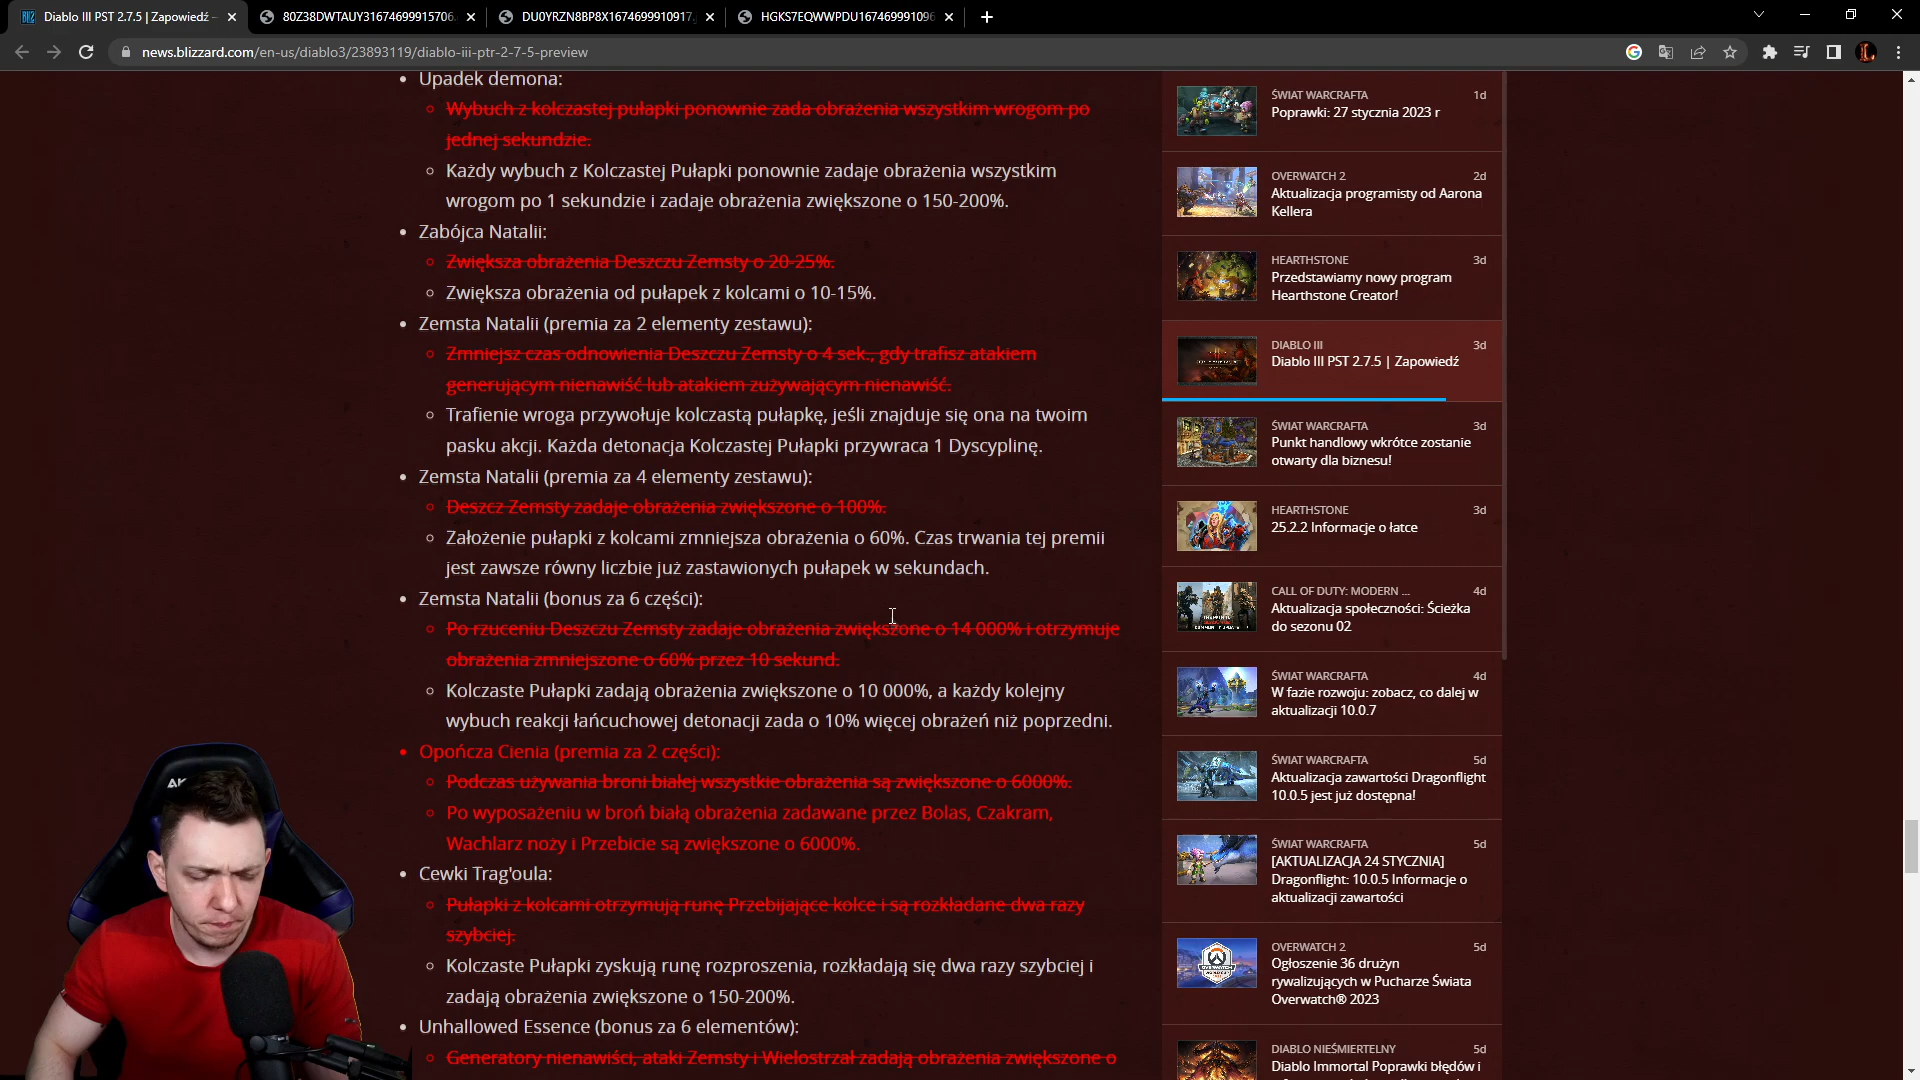 Diablo III PST 2.7.5 | Zapowiedź -
80Z38DWTAUY31674699915706.
DU0YRZN8BP8X1674699910917.
HGKS7EQWWPDU167469991096
news.blizzard.com/en-us/diablo3/23893119/diablo-iii-ptr-2-7-5-preview
Upadek demona:
Wybuch z kolczastej pułapki ponownie zada obrażenia wszystkim wrogom po
jednej sekundzie.
Każdy wybuch z Kolczastej Pułapki ponownie zadaje obrażenia wszystkim
wrogom po 1 sekundzie i zadaje obrażenia zwiększone o 150-200%.
Zabójca Natalii:
Zwiększa obrażenia Deszczu Zemsty o 20-25%.
Zwiększa obrażenia od pułapek z kolcami o 10-15%.
Zemsta Natalii (premia za 2 elementy zestawu):
Zmniejsz czas odnowienia Deszczu Zemsty o 4 sek., gdy trafisz atakiem
generującym nienawiść lub atakiem zużywającym nienawiść.
Trafienie wroga przywołuje kolczastą pułapkę, jeśli znajduje się ona na twoim
pasku akcji. Każda detonacja Kolczastej Pułapki przywraca 1 Dyscyplinę.
Zemsta Natalii (premia za 4 elementy zestawu):
Deszcz Zemsty zadaje obrażenia zwiększone o 100%.
Założenie pułapki z kolcami zmniejsza obrażenia o 60%. Czas trwania tej premii
jest zawsze równy liczbie już zastawionych pułapek w sekundach.
Zemsta Natalii (bonus za 6 części):
Po rzuceniu Deszczu Zemsty zadaje obrażenia zwiększone o 14 000% i otrzymuje
obrażenia zmniejszone o 60% przez 10 sekund.
Kolczaste Pułapki zadają obrażenia zwiększone o 10 000%, a każdy kolejny
wybuch reakcji łańcuchowej detonacji zada o 10% więcej obrażeń niż poprzedni.
Opończa Cienia (premia za 2 części):
Podczas używania broni białej wszystkie obrażenia są zwiększone o 6000%.
Po wyposażeniu w broń białą obrażenia zadawane przez Bolas, Czakram,
Wachlarz noży i Przebicie są zwiększone o 6000%.
Cewki Trag'oula:
Pułapki z kolcami otrzymują runę Przebijające kolce i są rozkładane dwa razy
szybciej.
Kolczaste Pułapki zyskują runę rozproszenia, rozkładają się dwa razy szybciej i
zadają obrażenia zwiększone o 150-200%.
Unhallowed Essence (bonus za 6 elementów):
Generatory nienawiści, ataki Zemsty i Wielostrzał zadają obrażenia zwiększone o
ŚWIAT WARCRAFTA 1d
Poprawki: 27 stycznia 2023 r
OVERWATCH 2 2d
Aktualizacja programisty od Aarona
Kellera
HEARTHSTONE 3d
Przedstawiamy nowy program
Hearthstone Creator!
DIABLO III 3d
Diablo III PST 2.7.5 | Zapowiedź
ŚWIAT WARCRAFTA 3d
Punkt handlowy wkrótce zostanie
otwarty dla biznesu!
HEARTHSTONE 3d
25.2.2 Informacje o łatce
CALL OF DUTY: MODERN ... 4d
Aktualizacja społeczności: Ścieżka
do sezonu 02
ŚWIAT WARCRAFTA 4d
W fazie rozwoju: zobacz, co dalej w
aktualizacji 10.0.7
ŚWIAT WARCRAFTA 5d
Aktualizacja zawartości Dragonflight
10.0.5 jest już dostępna!
ŚWIAT WARCRAFTA 5d
[AKTUALIZACJA 24 STYCZNIA]
Dragonflight: 10.0.5 Informacje o
aktualizacji zawartości
OVERWATCH 2 5d
Ogłoszenie 36 drużyn
rywalizujących w Pucharze Świata
Overwatch® 2023
DIABLO NIEŚMIERTELNY 5d
Diablo Immortal Poprawki błędów i